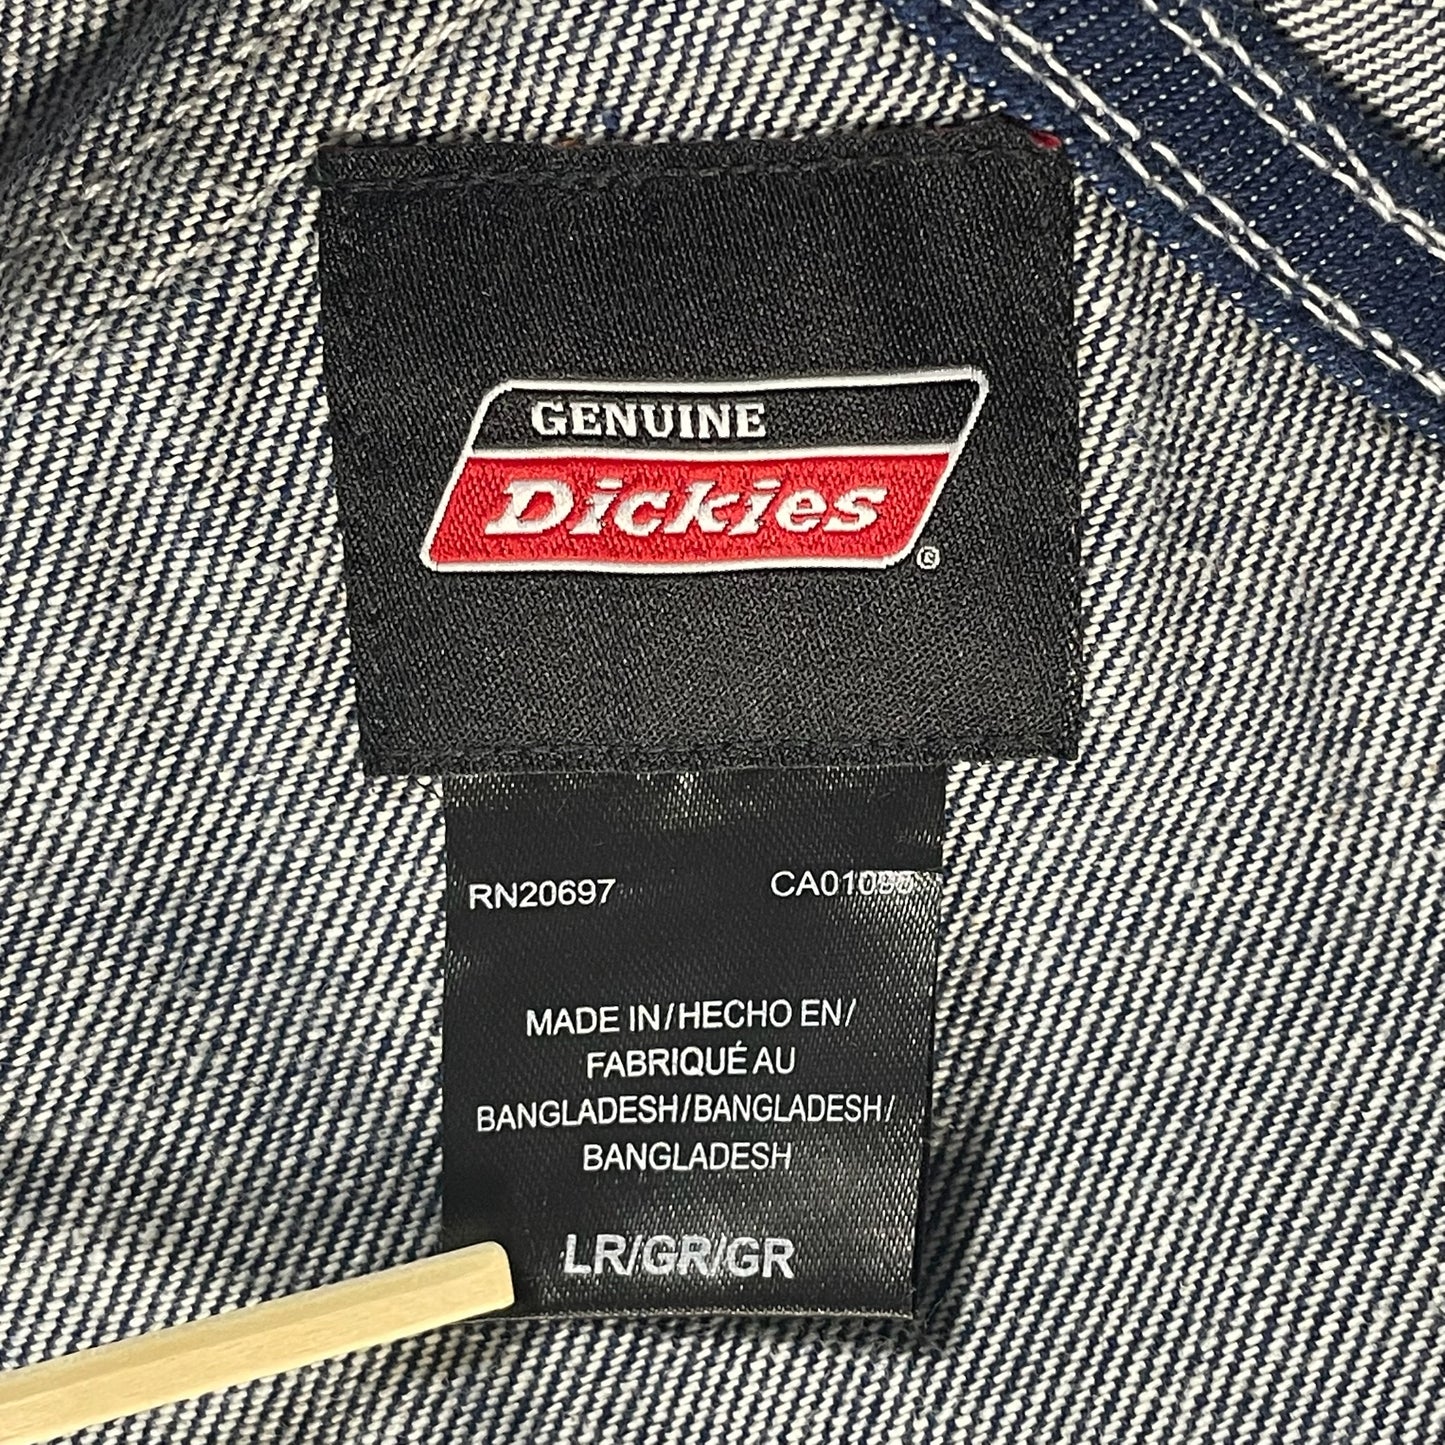 GENUINE
Dickies
®
RN20697
MADE IN/HECHO EN/
FABRIQUÉ AU
BANGLADESH/BANGLADESH/
BANGLADESH
LR/GR/GR